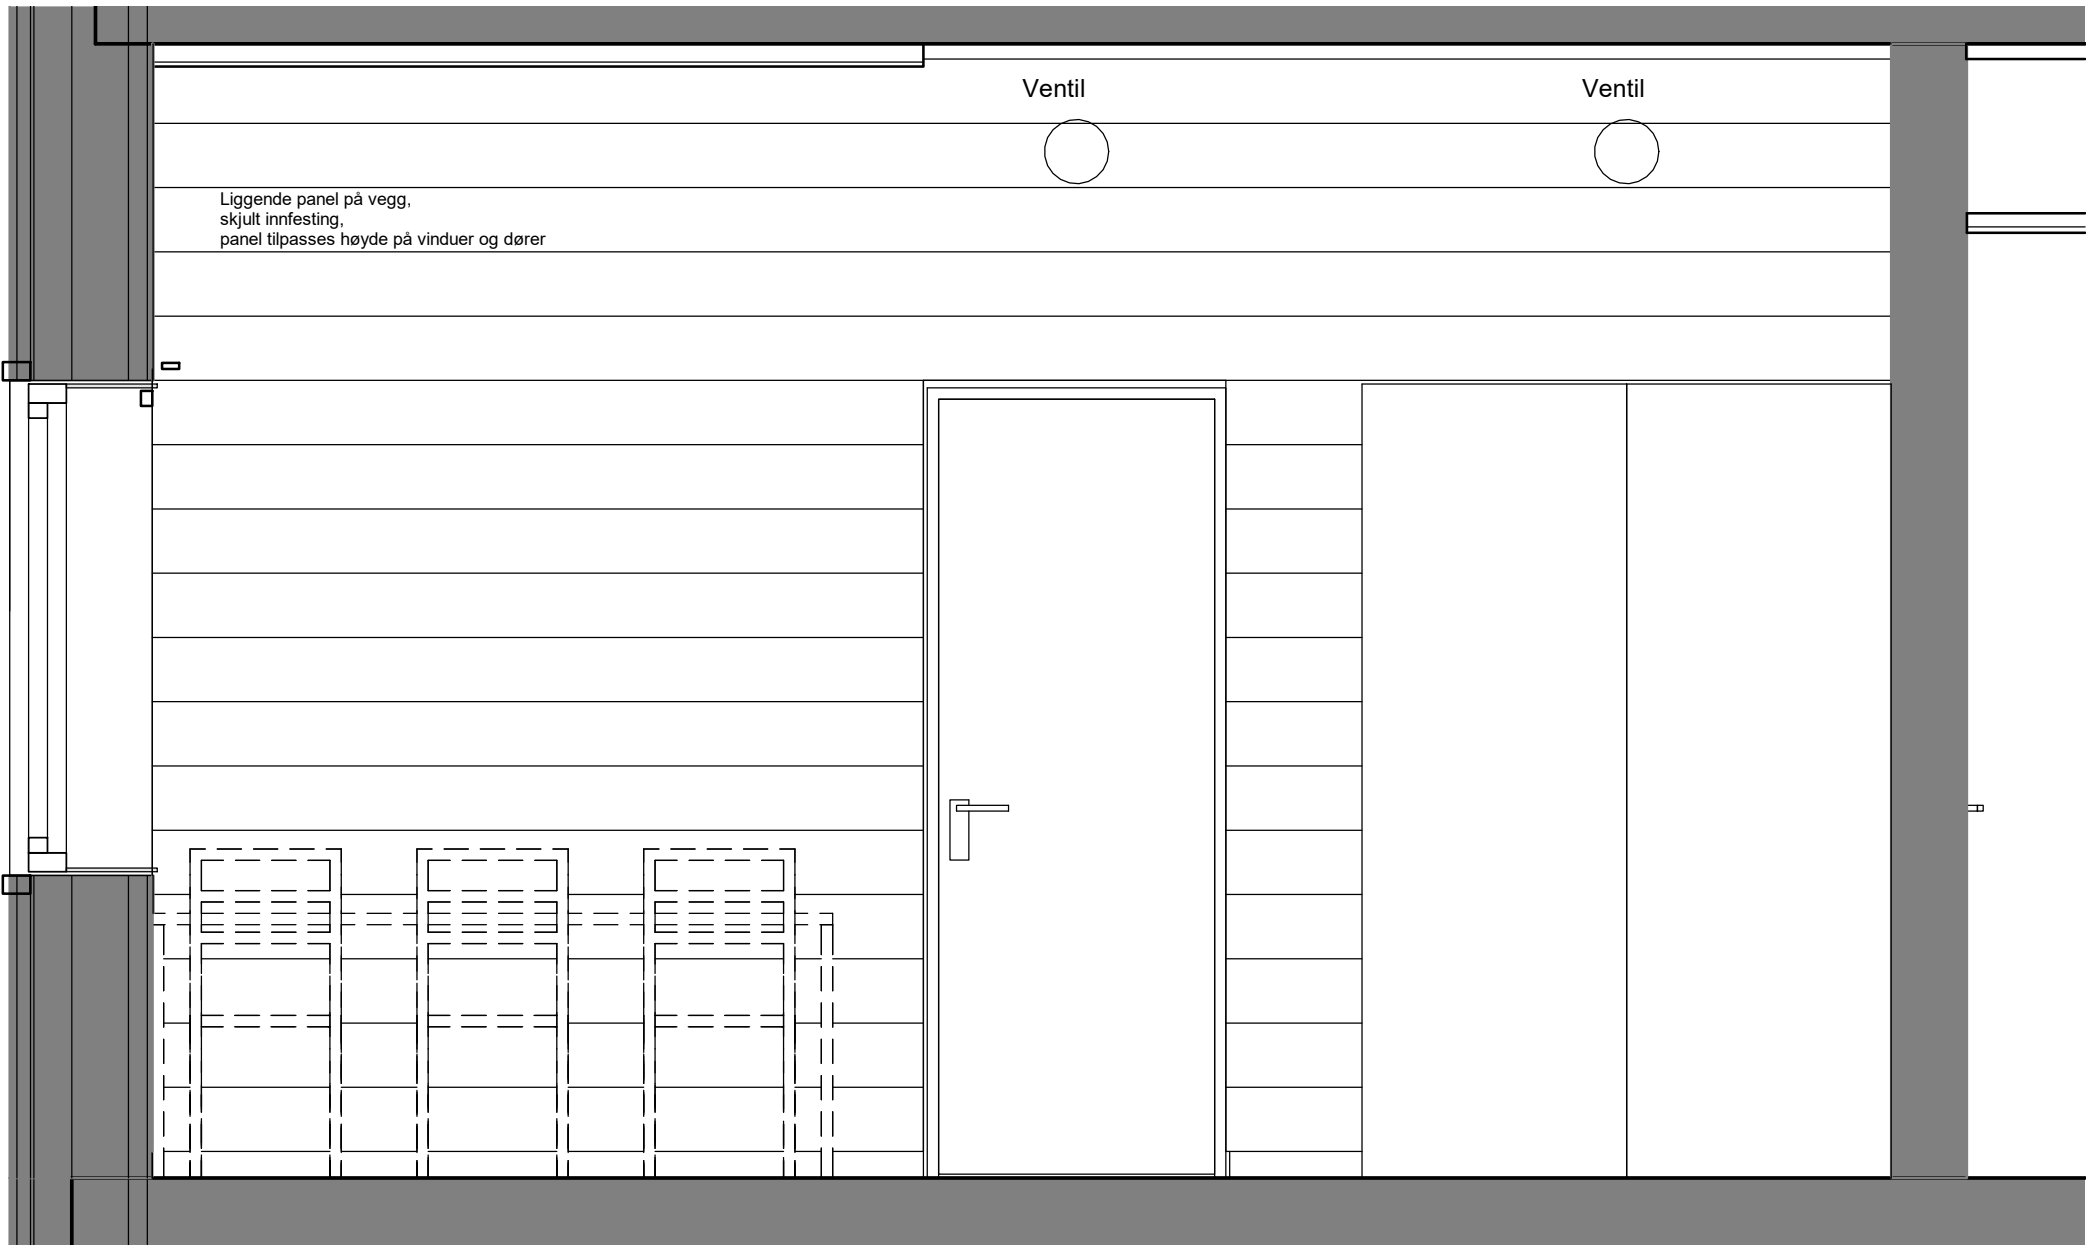 Ventil
Ventil
Liggende panel på vegg,
skjult innfesting,
panel tilpasses høyde på vinduer og dører